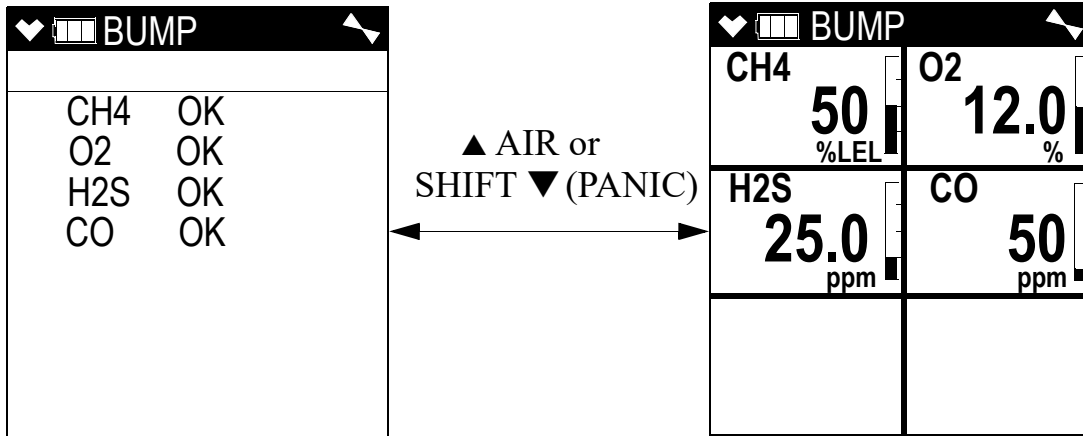 BUMP
CH4 OK
O2 OK
H2S OK
CO OK
▲ AIR or
SHIFT ▼ (PANIC)
BUMP
CH4
50
%LEL
O2
12.0
%
H2S
25.0
ppm
CO
50
ppm